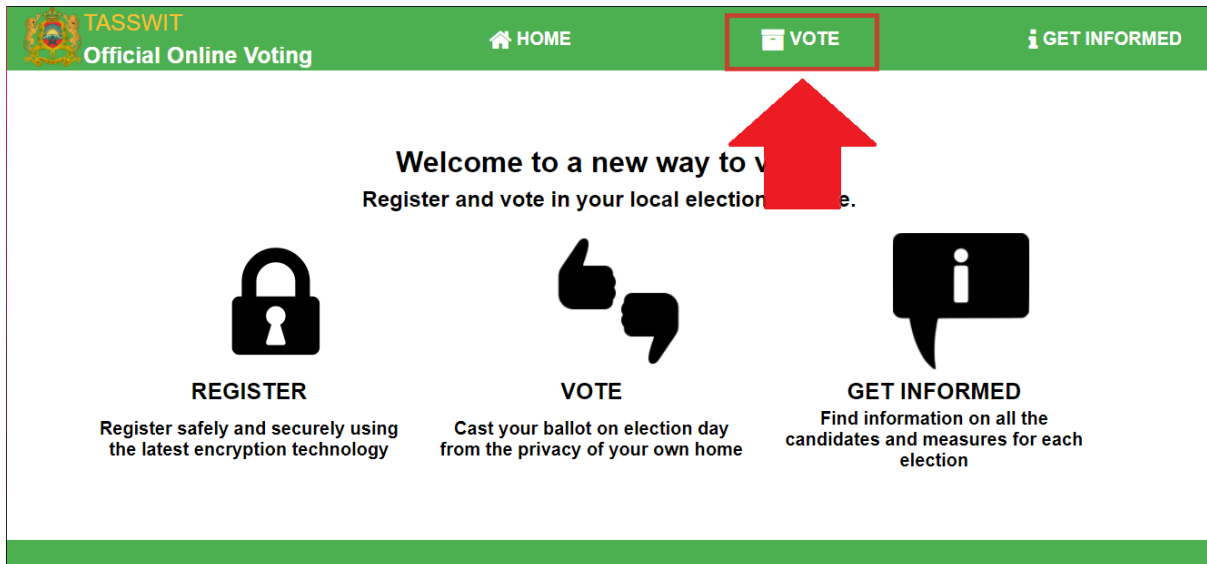 TASSWIT
Official Online Voting
HOME
VOTE
GET INFORMED
Welcome to a new way to
Register and vote in your local election
REGISTER
Register safely and securely using
the latest encryption technology
VOTE
Cast your ballot on election day
from the privacy of your own home
GET INFORMED
Find information on all the
candidates and measures for each
election